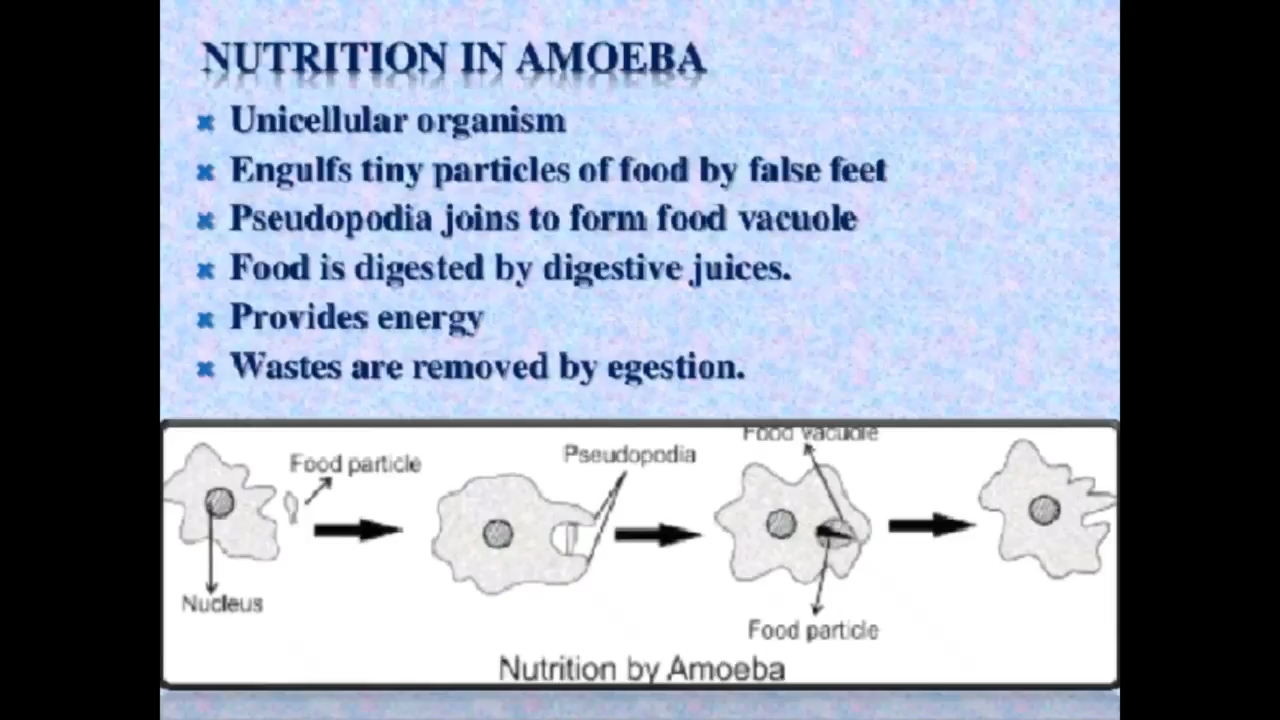 NUTRITION IN AMOEBA
Unicellular organism
Engulfs tiny particles of food by false feet
Pseudopodia joins to form food vacuole
Food is digested by digestive juices.
Provides energy
Wastes are removed by egestion.
Food vacuole
Pseudopodia
Food particle
Nucleus
Food particle
Nutrition by Amoeba